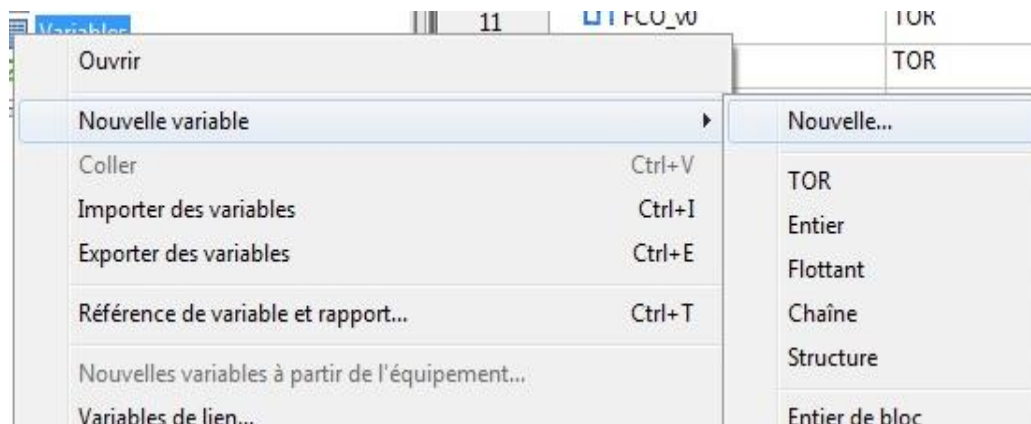 Variables
11 FCO_v0 TOR
Ouvrir TOR
Nouvelle variable Nouvelle...
Coller Ctrl+V
TOR
Importer des variables Ctrl+I
Entier
Exporter des variables Ctrl+E
Flottant
Référence de variable et rapport... Ctrl+T
Chaîne
Structure
Nouvelles variables à partir de l'équipement...
Variables de lien...
Entier de bloc